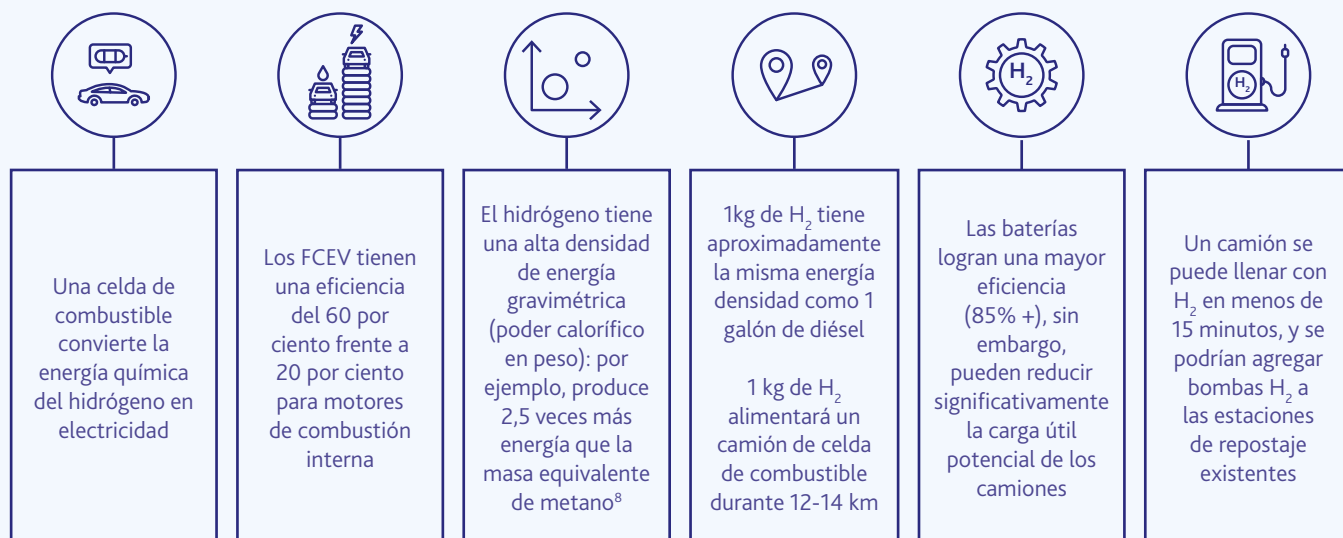 H₂
H₂
Una celda de
combustible
convierte la
energía química
del hidrógeno en
electricidad
Los FCEV tienen
una eficiencia
del 60 por
ciento frente a
20 por ciento
para motores
de combustión
interna
El hidrógeno tiene
una alta densidad
de energía
gravimétrica
(poder calorífico
en peso): por
ejemplo, produce
2,5 veces más
energía que la
masa equivalente
de metano⁸
1kg de H₂ tiene
aproximadamente
la misma energía
densidad como 1
galón de diésel
1 kg de H₂
alimentará un
camión de celda
de combustible
durante 12-14 km
Las baterías
logran una mayor
eficiencia
(85% +), sin
embargo,
pueden reducir
significativamente
la carga útil
potencial de los
camiones
Un camión se
puede llenar con
H₂ en menos de
15 minutos, y se
podrían agregar
bombas H₂ a
las estaciones
de repostaje
existentes